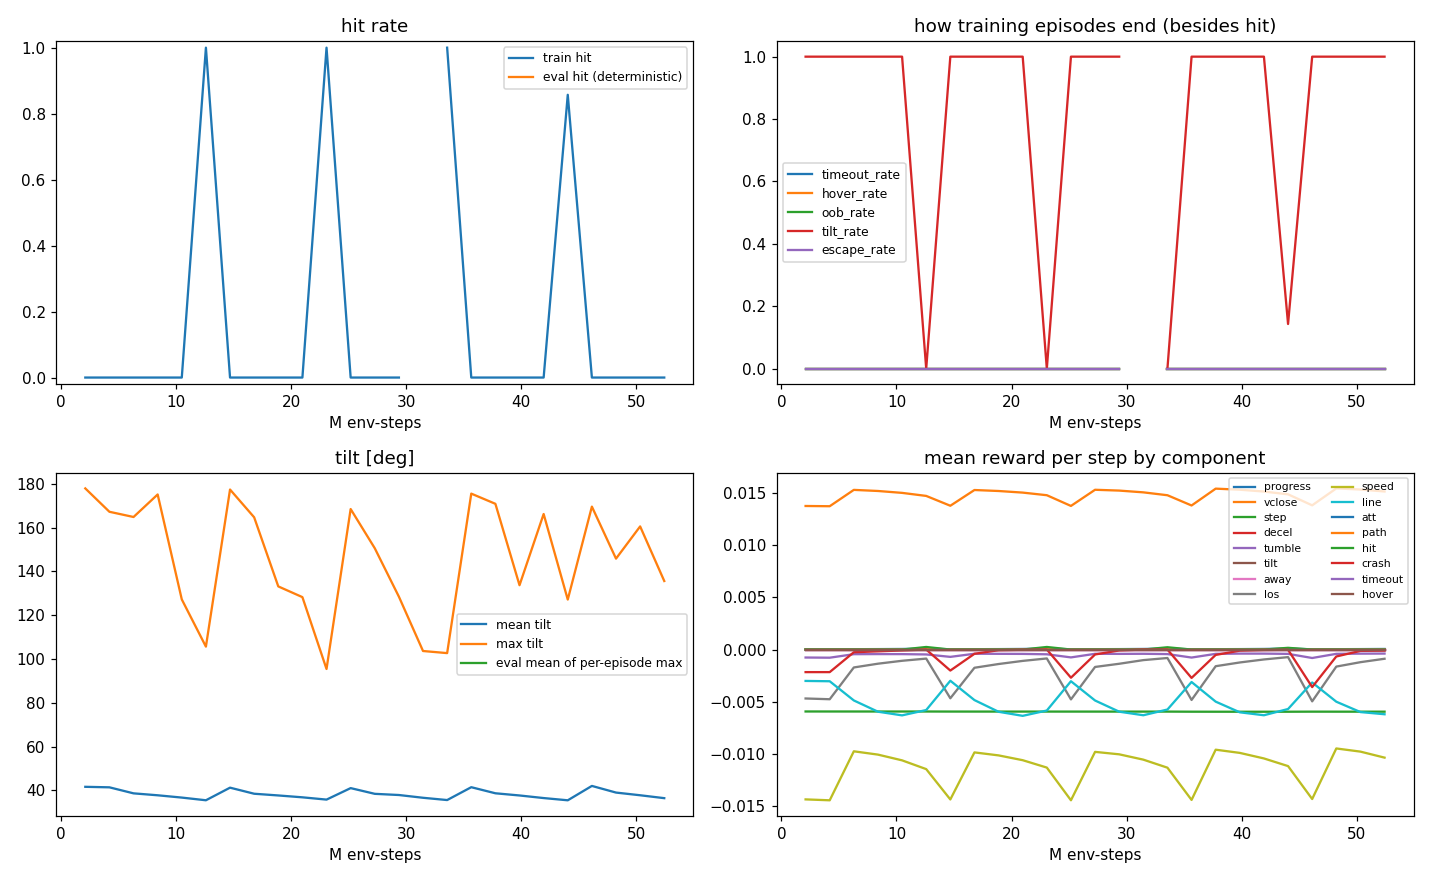 hit rate
1.0
0.8
0.6
0.4
0.2
0.0
train hit
eval hit (deterministic)
0 10 20 30 40 50
M env-steps
how training episodes end (besides hit)
1.0
0.8
0.6
0.4
0.2
0.0
timeout_rate
hover_rate
oob_rate
tilt_rate
escape_rate
0 10 20 30 40 50
M env-steps
tilt [deg]
180
160
140
120
100
80
60
40
mean tilt
max tilt
eval mean of per-episode max
0 10 20 30 40 50
M env-steps
mean reward per step by component
0.015
0.010
0.005
0.000
−0.005
−0.010
−0.015
progress
vclose
step
decel
tumble
tilt
away
los
speed
line
att
path
hit
crash
timeout
hover
0 10 20 30 40 50
M env-steps